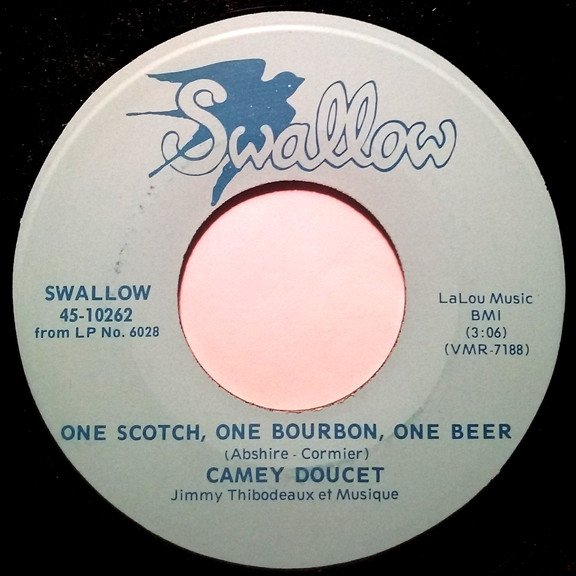 Swallow
SWALLOW
45-10262
from LP No. 6028
LaLou Music
BMI
(3:06)
(VMR-7188)
ONE SCOTCH, ONE BOURBON, ONE BEER
(Abshire - Cormier)
CAMEY DOUCET
Jimmy Thibodeaux et Musique